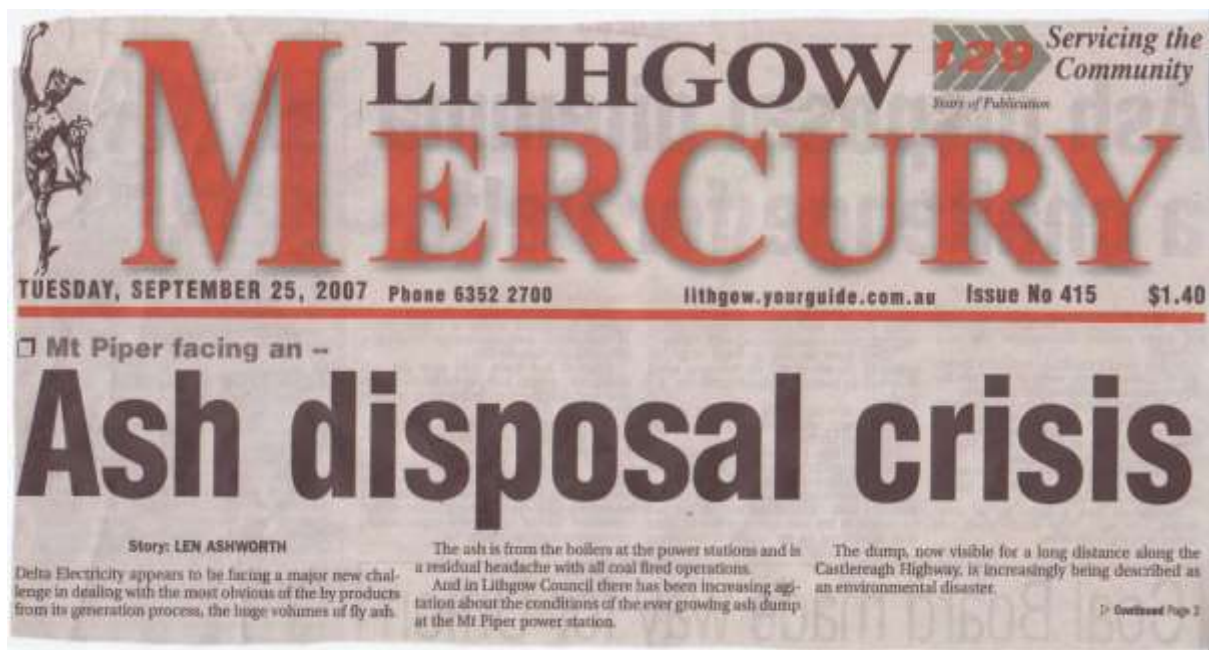 LITHGOW
MERCURY
129
Years of Publication
Servicing the
Community
TUESDAY, SEPTEMBER 25, 2007 Phone 6352 2700 lithgow.yourguide.com.au Issue No 415 $1.40
Mt Piper facing an –
Ash disposal crisis
Story: LEN ASHWORTH
Delta Electricity appears to be facing a major new chal-
lenge in dealing with the most obvious of the by products
from its generation process, the huge volumes of fly ash.
The ash is from the boilers at the power stations and is
a residual headache with all coal fired operations.
And in Lithgow Council there has been increasing agi-
tation about the conditions of the ever growing ash dump
at the Mt Piper power station.
The dump, now visible for a long distance along the
Castlereagh Highway, is increasingly being described as
an environmental disaster.
Continued Page 2